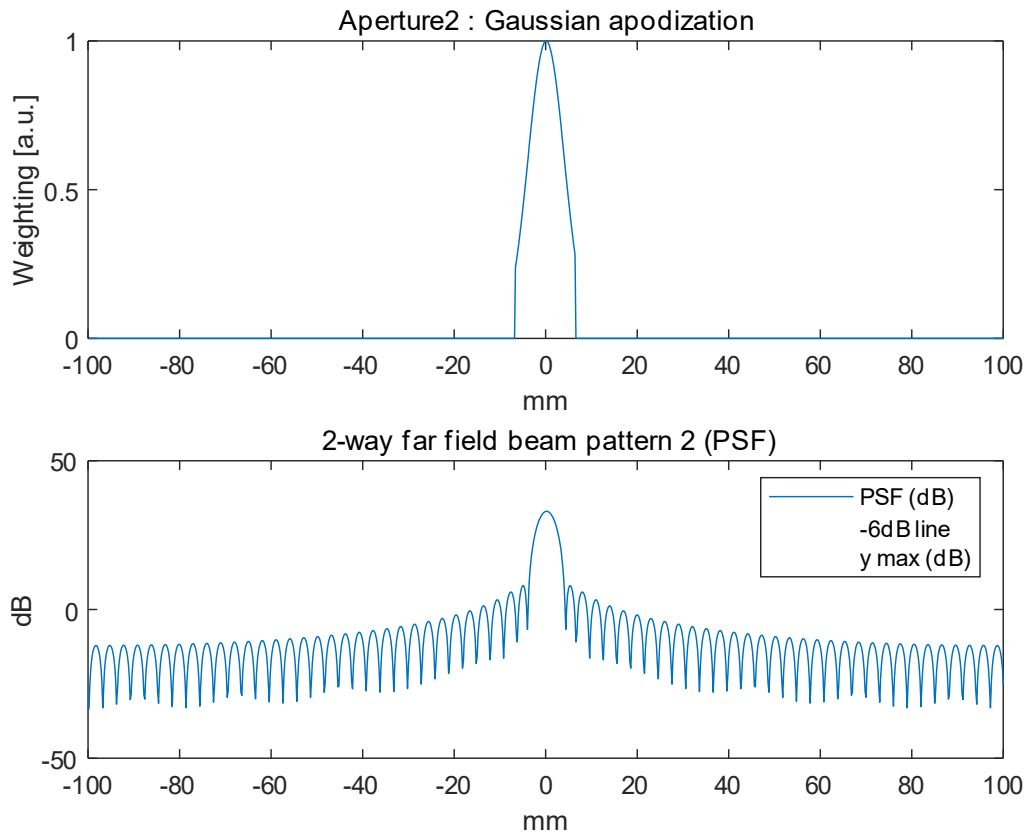 Aperture2 : Gaussian apodization
Weighting [a.u.]
1
0.5
0
-100 -80 -60 -40 -20 0 20 40 60 80 100
mm
2-way far field beam pattern 2 (PSF)
dB
50
0
-50
PSF (dB)
-6dB line
y max (dB)
-100 -80 -60 -40 -20 0 20 40 60 80 100
mm